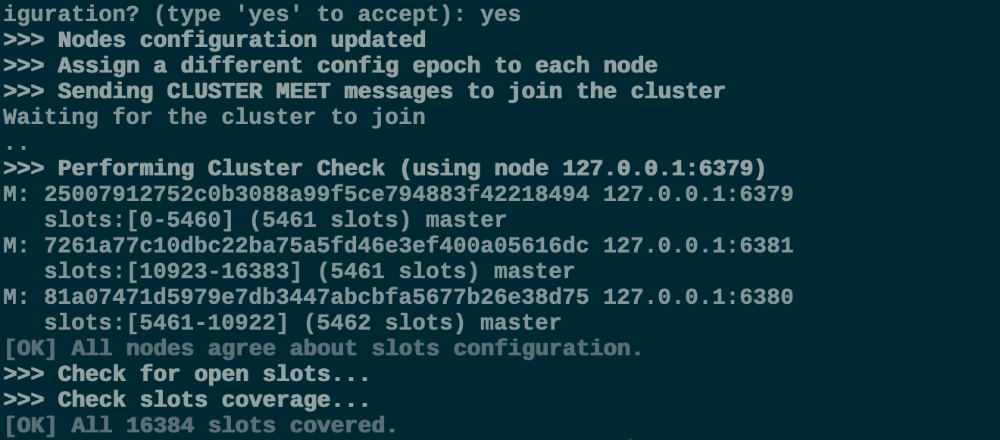 iguration? (type 'yes' to accept): yes
>>> Nodes configuration updated
>>> Assign a different config epoch to each node
>>> Sending CLUSTER MEET messages to join the cluster
Waiting for the cluster to join
..
>>> Performing Cluster Check (using node 127.0.0.1:6379)
M: 25007912752c0b3088a99f5ce794883f42218494 127.0.0.1:6379
   slots:[0-5460] (5461 slots) master
M: 7261a77c10dbc22ba75a5fd46e3ef400a05616dc 127.0.0.1:6381
   slots:[10923-16383] (5461 slots) master
M: 81a07471d5979e7db3447abcbfa5677b26e38d75 127.0.0.1:6380
   slots:[5461-10922] (5462 slots) master
[OK] All nodes agree about slots configuration.
>>> Check for open slots...
>>> Check slots coverage...
[OK] All 16384 slots covered.